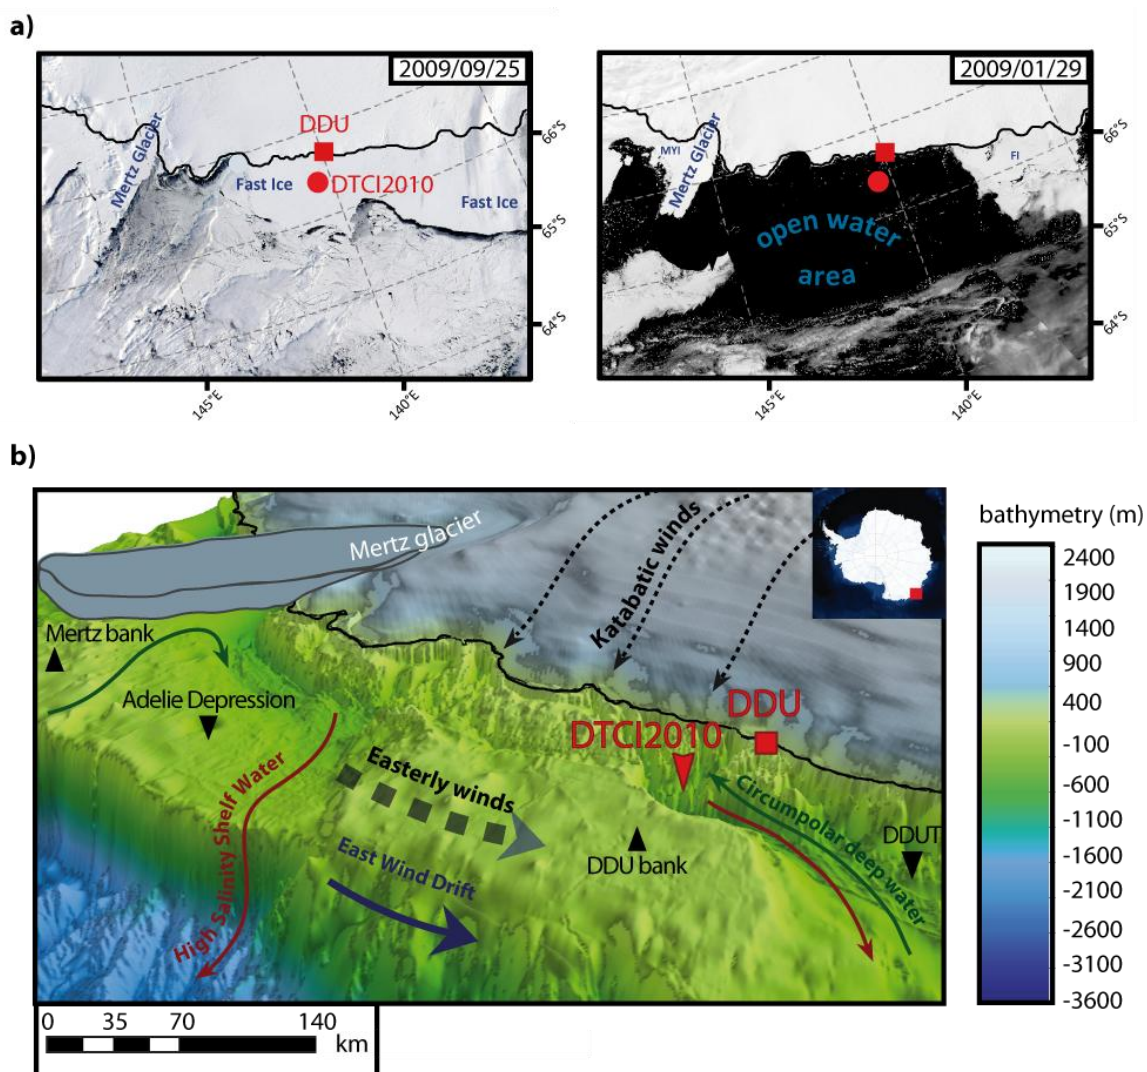 a)
2009/09/25
DDU
Mertz Glacier
Fast Ice
DTCI2010
Fast Ice
66°S
65°S
64°S
145°E
140°E
2009/01/29
MYI
Mertz Glacier
FI
open water
area
66°S
65°S
64°S
145°E
140°E
b)
Mertz glacier
Katabatic winds
Mertz bank
Adelie Depression
DDU
DTCI2010
Easterly winds
High Salinity Shelf Water
East Wind Drift
DDU bank
Circumpolar deep water
DDUT
0 35 70 140
km
bathymetry (m)
2400
1900
1400
900
400
-100
-600
-1100
-1600
-2100
-2600
-3100
-3600